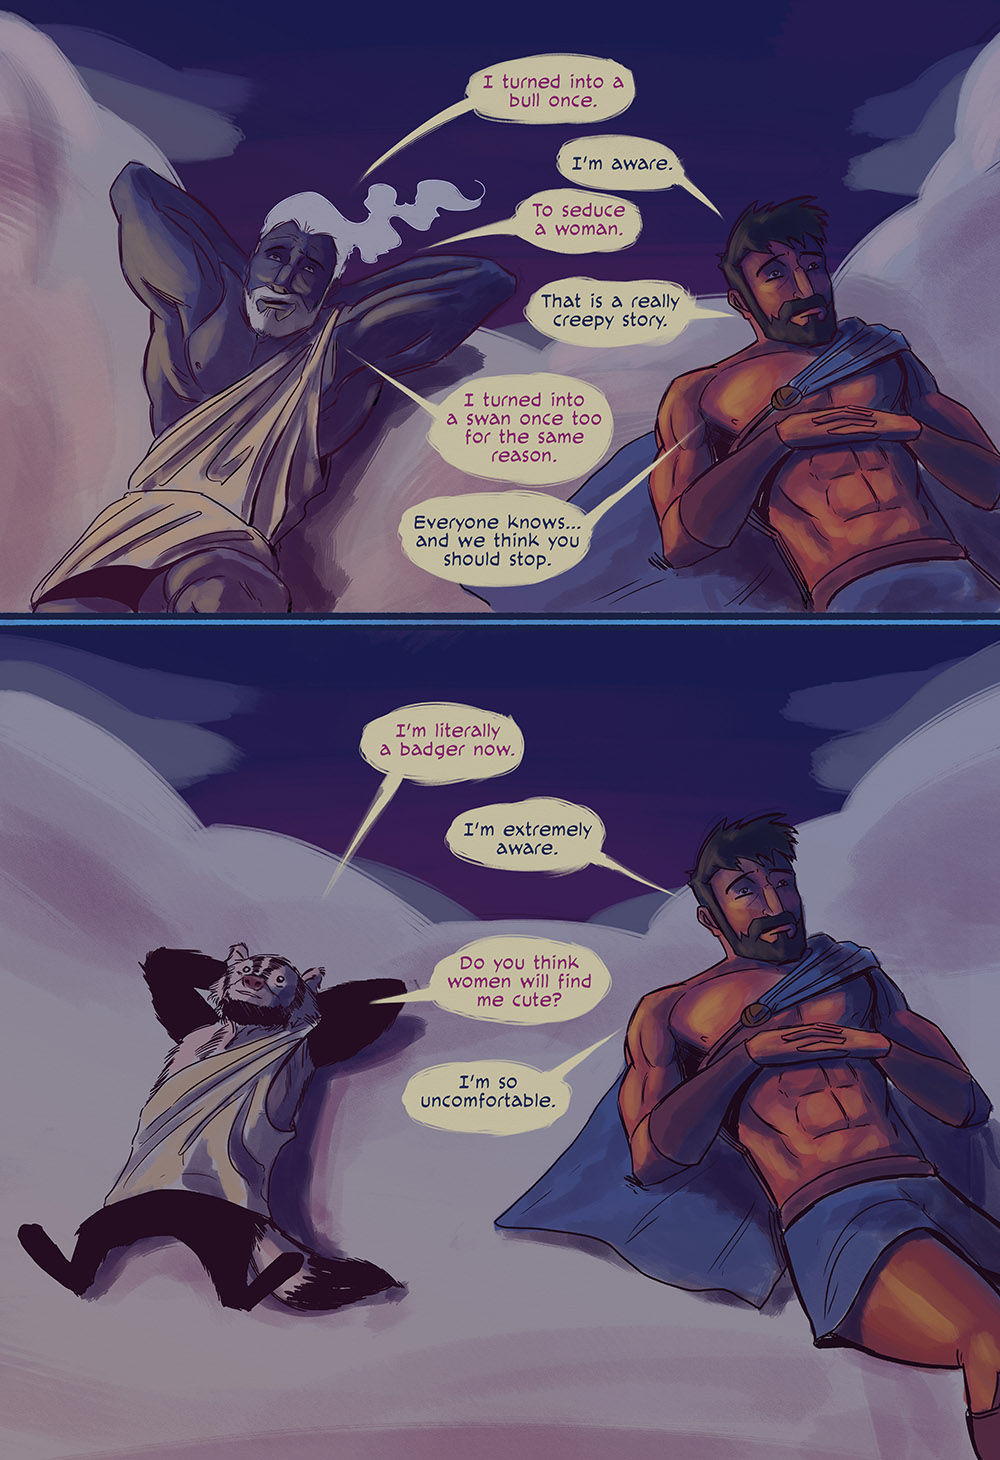 I turned into a
bull once.
I'm aware.
To seduce
a woman.
That is a really
creepy story.
I turned into
a swan once too
for the same
reason.
Everyone knows...
and we think you
should stop.
I'm literally
a badger now.
I'm extremely
aware.
Do you think
women will find
me cute?
I'm so
uncomfortable.